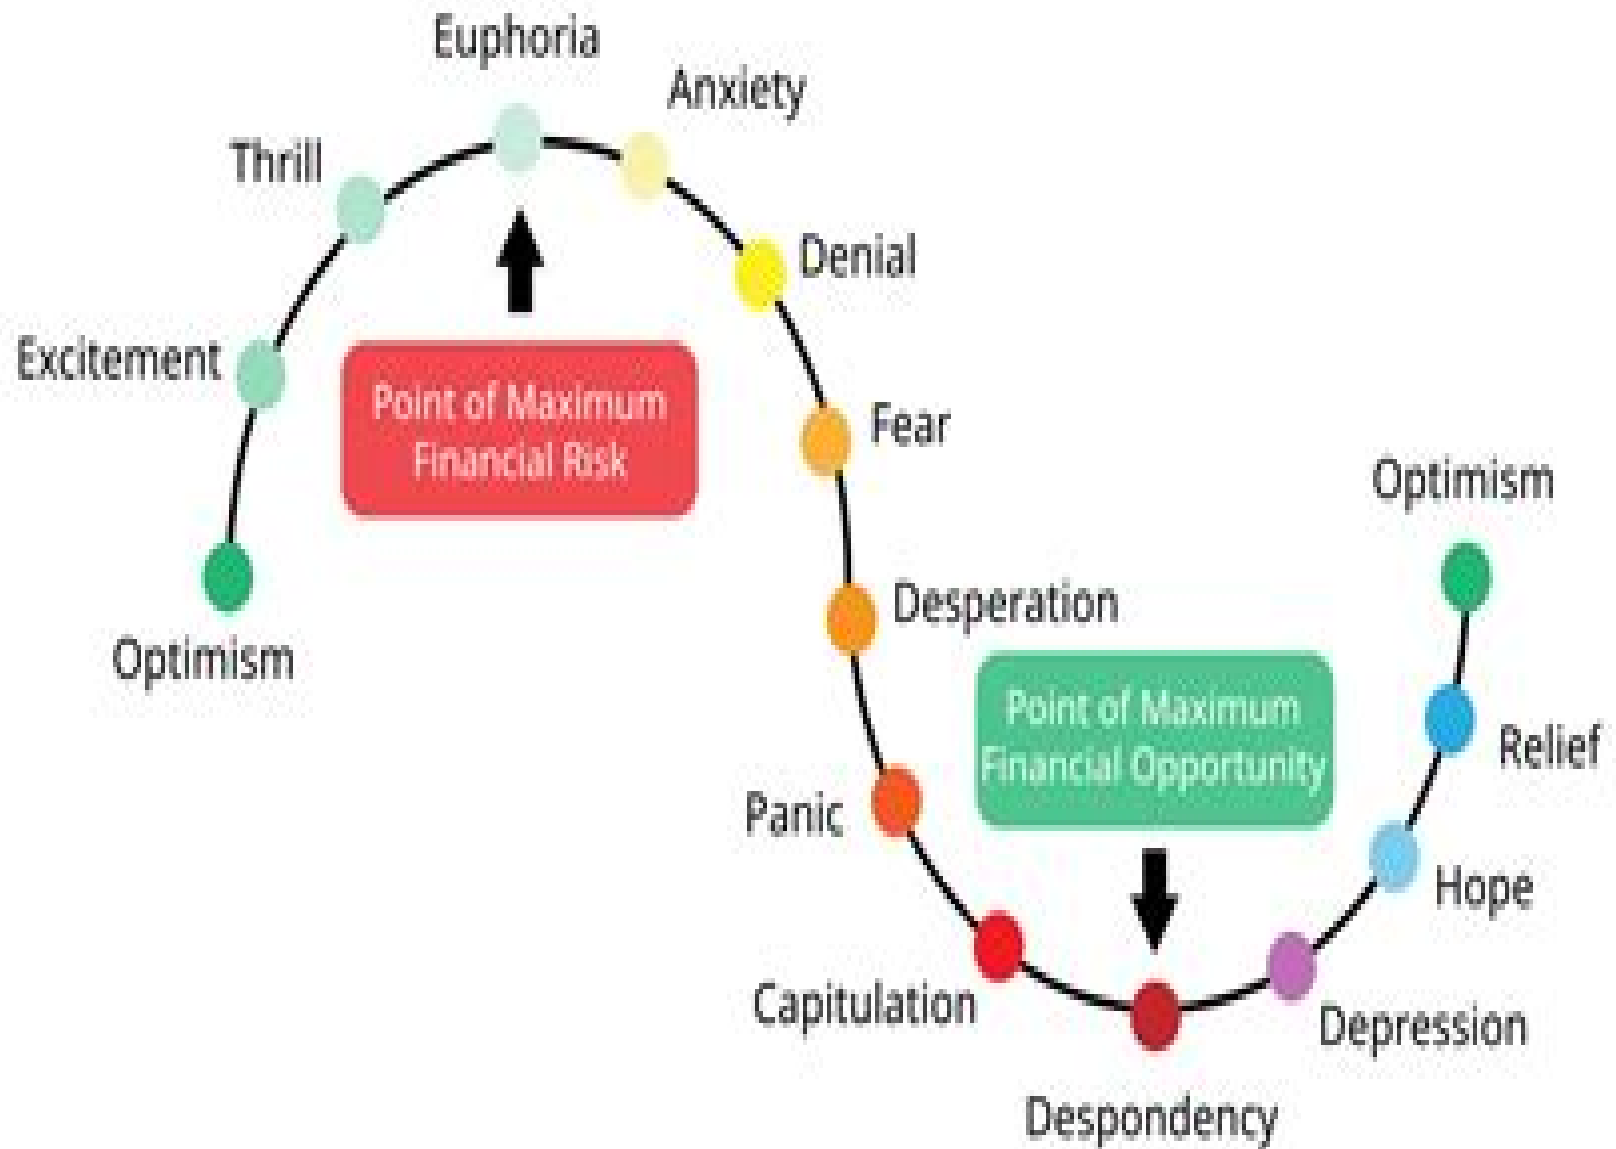 Euphoria
Anxiety
Thrill
Denial
Excitement
Point of Maximum
Financial Risk
Fear
Optimism
Optimism
Desperation
Point of Maximum
Financial Opportunity
Relief
Panic
Hope
Capitulation
Depression
Despondency